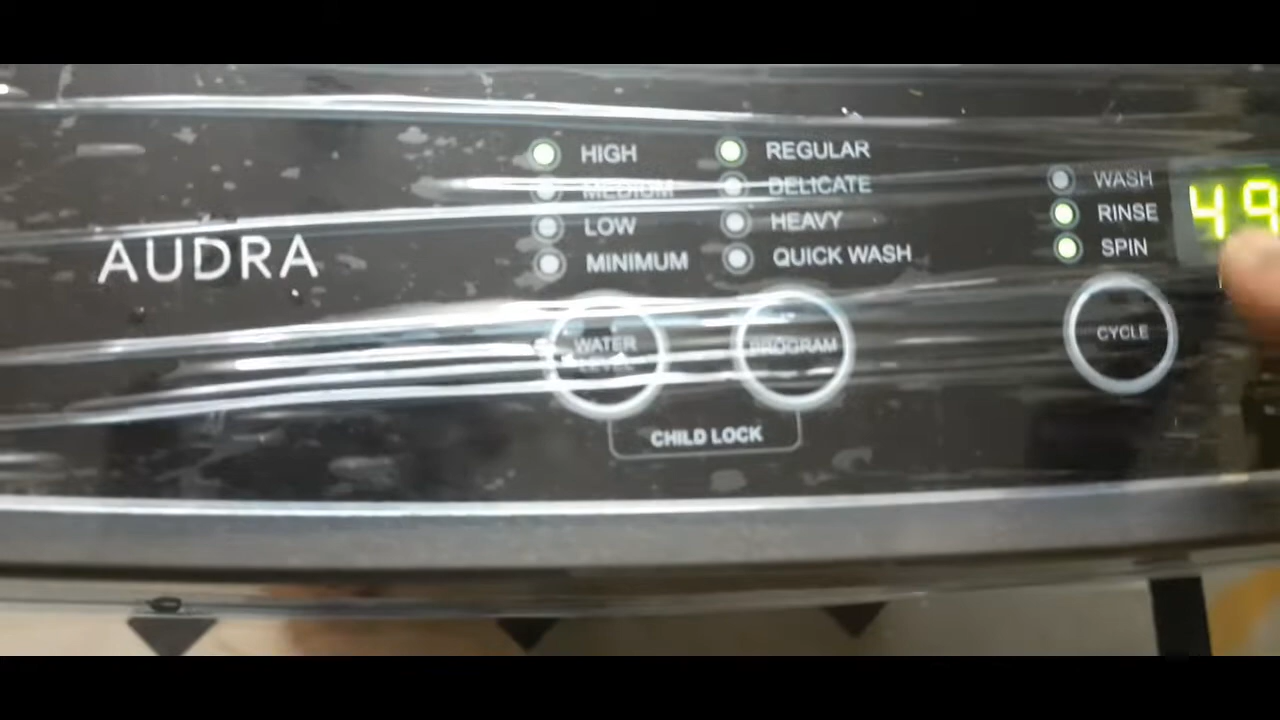 AUDRA
HIGH
MEDIUM
LOW
MINIMUM
WATER
LEVEL
REGULAR
DELICATE
HEAVY
QUICK WASH
PROGRAM
CHILD LOCK
WASH
RINSE
SPIN
CYCLE
49